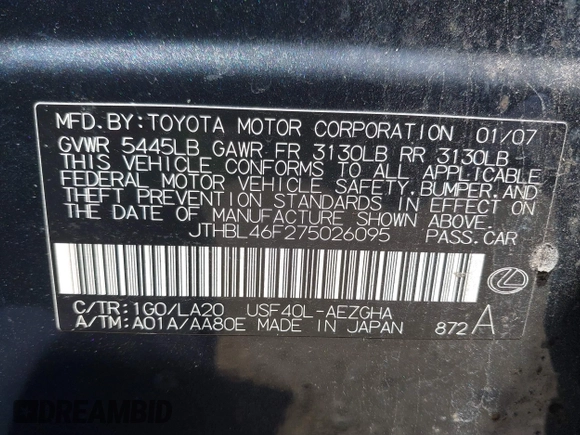 MFD.BY:TOYOTA MOTOR CORPORATION 01/07
GVWR 5445LB GAWR FR 3130LB RR 3130LB
THIS VEHICLE CONFORMS TO ALL APPLICABLE
FEDERAL MOTOR VEHICLE SAFETY,BUMPER,AND
THEFT PREVENTION STANDARDS IN EFFECT ON
THE DATE OF MANUFACTURE SHOWN ABOVE.
JTHBL46F275026095 PASS.CAR
C/TR:1G0/LA20 USF40L-AEZGHA
A/TM:A01A/AA80E MADE IN JAPAN 872A
DREAMBID